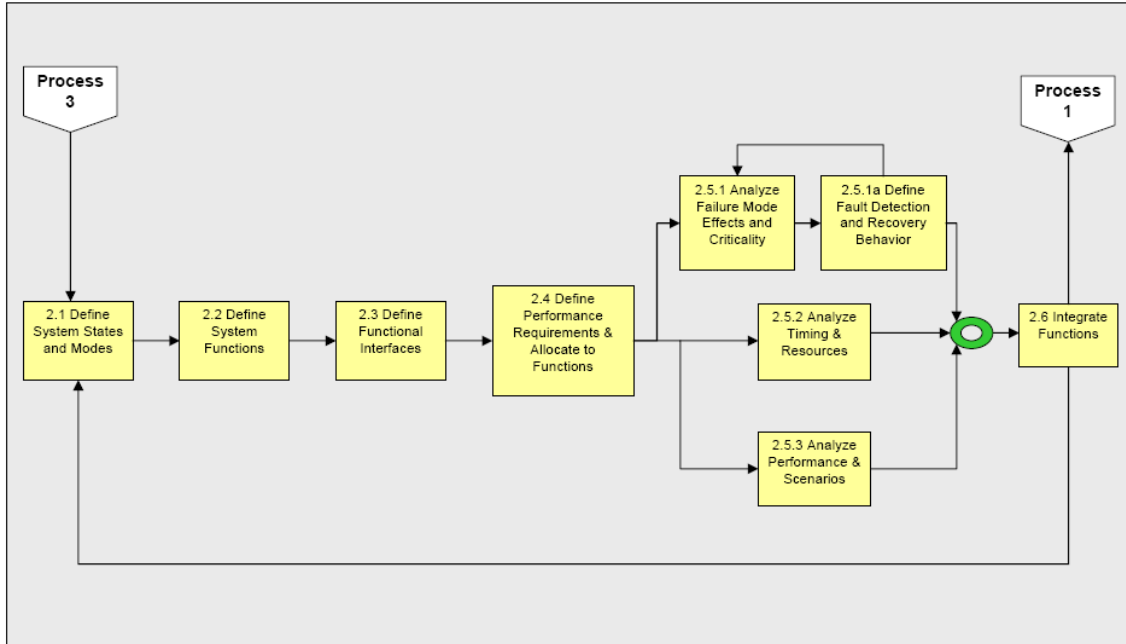 Process
3
Process
1
2.5.1 Analyze
Failure Mode
Effects and
Criticality
2.5.1a Define
Fault Detection
and Recovery
Behavior
2.1 Define
System States
and Modes
2.2 Define
System
Functions
2.3 Define
Functional
Interfaces
2.4 Define
Performance
Requirements &
Allocate to
Functions
2.5.2 Analyze
Timing &
Resources
2.6 Integrate
Functions
2.5.3 Analyze
Performance &
Scenarios